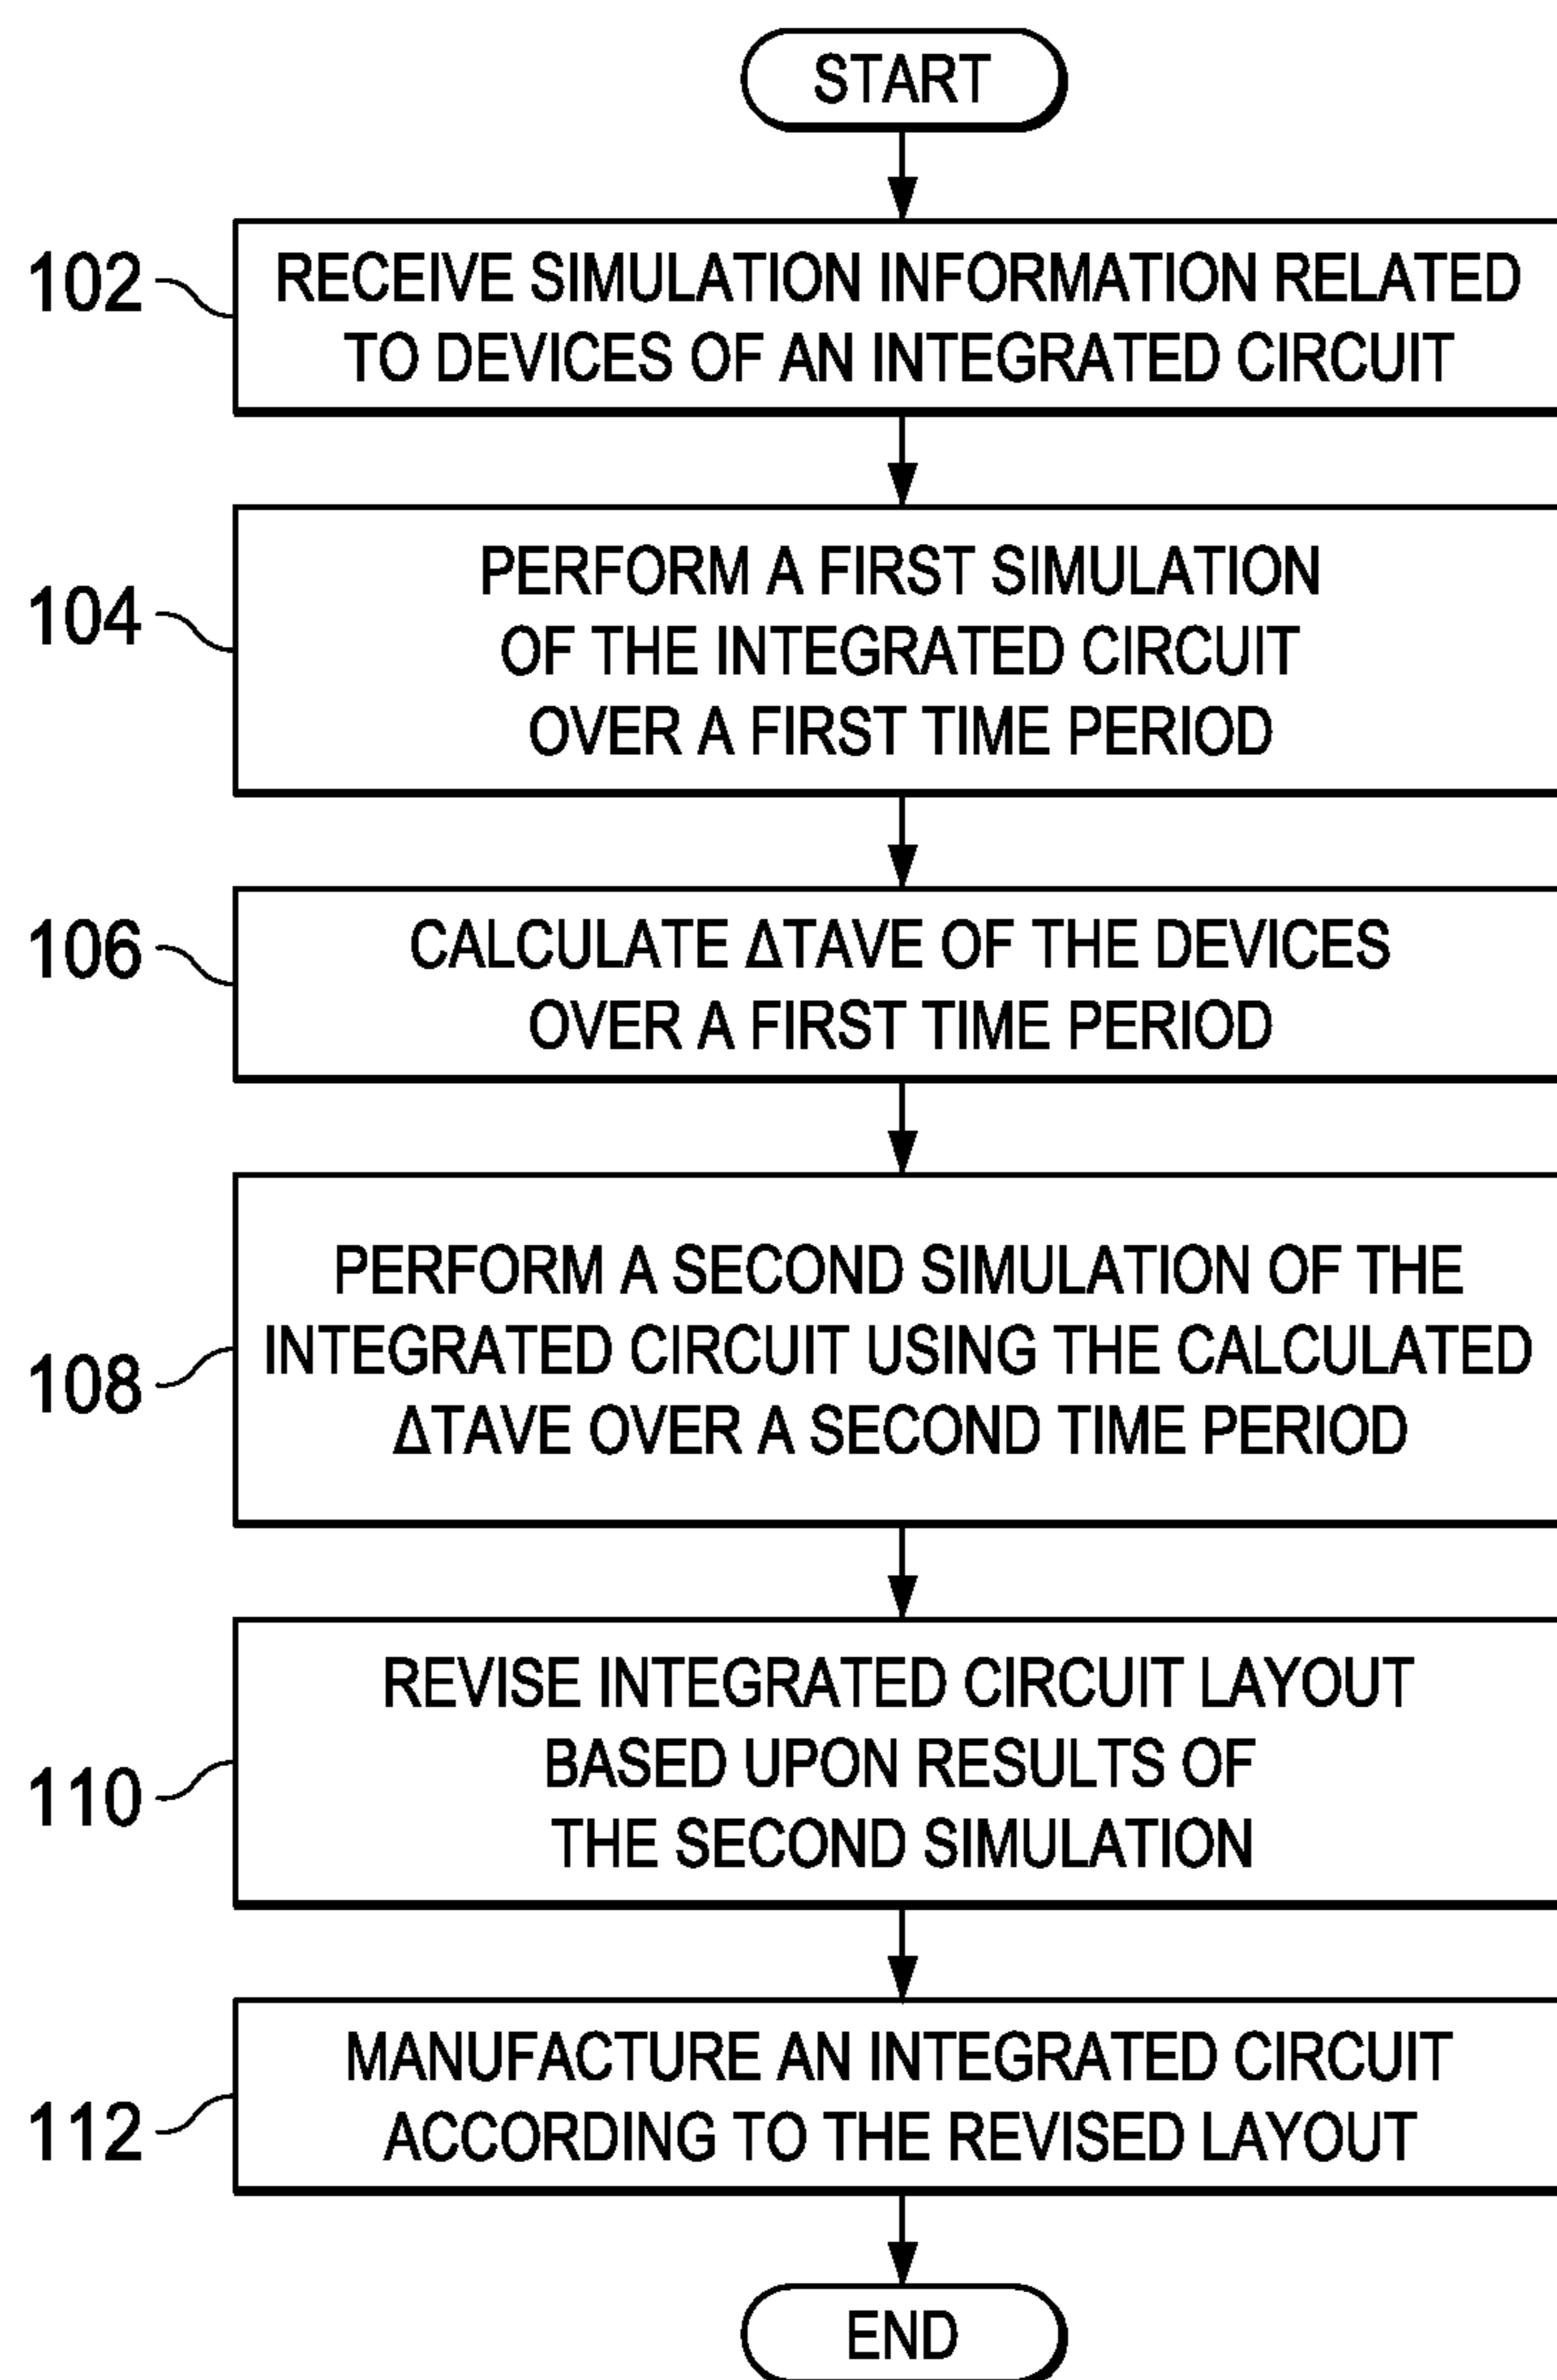 START
102
RECEIVE SIMULATION INFORMATION RELATED
TO DEVICES OF AN INTEGRATED CIRCUIT
104
PERFORM A FIRST SIMULATION
OF THE INTEGRATED CIRCUIT
OVER A FIRST TIME PERIOD
106
CALCULATE ΔTAVE OF THE DEVICES
OVER A FIRST TIME PERIOD
108
PERFORM A SECOND SIMULATION OF THE
INTEGRATED CIRCUIT USING THE CALCULATED
ΔTAVE OVER A SECOND TIME PERIOD
110
REVISE INTEGRATED CIRCUIT LAYOUT
BASED UPON RESULTS OF
THE SECOND SIMULATION
112
MANUFACTURE AN INTEGRATED CIRCUIT
ACCORDING TO THE REVISED LAYOUT
END